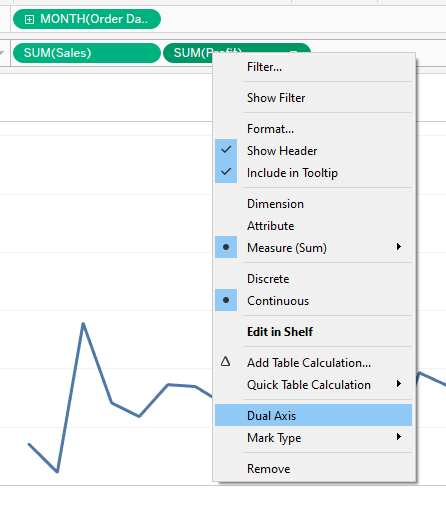 MONTH(Order Da..
SUM(Sales)
SUM(Profit)
Filter...
Show Filter
Format...
Show Header
Include in Tooltip
Dimension
Attribute
Measure (Sum)
Discrete
Continuous
Edit in Shelf
Add Table Calculation...
Quick Table Calculation
Dual Axis
Mark Type
Remove